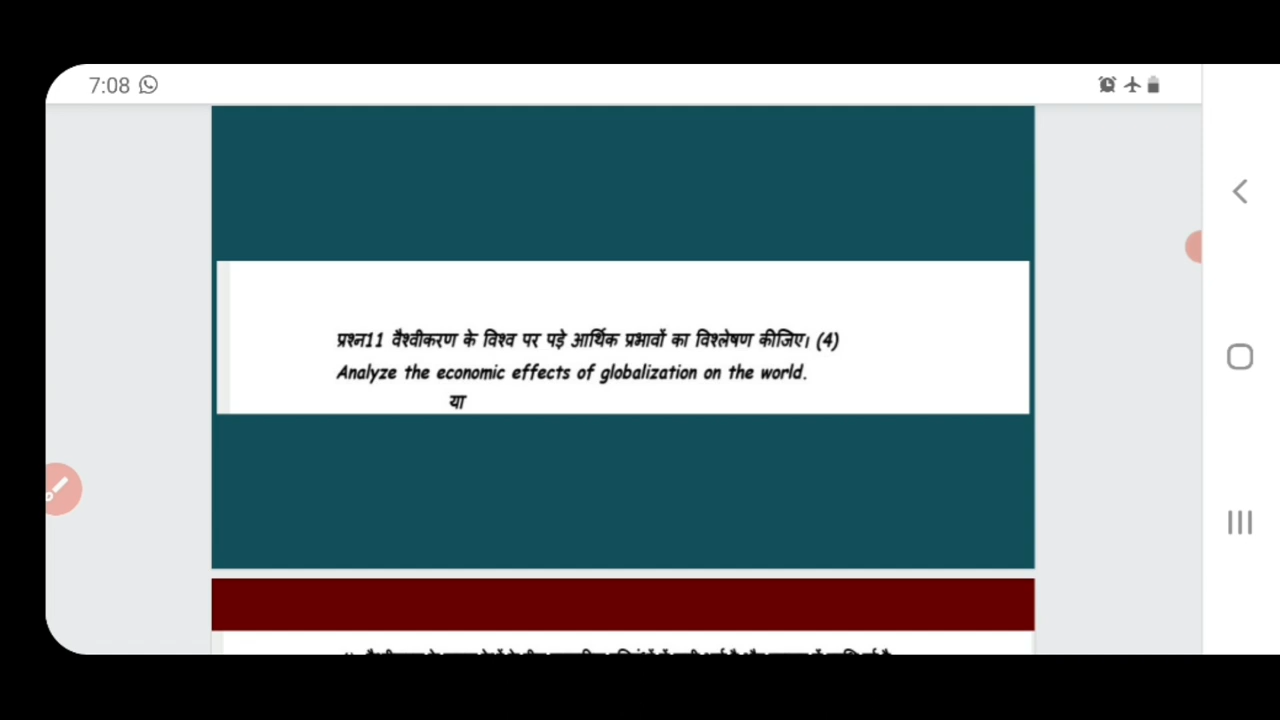 7:08
प्रश्न11 वैश्वीकरण के विश्व पर पड़े आर्थिक प्रभावों का विश्लेषण कीजिए। (4)
Analyze the economic effects of globalization on the world.
या